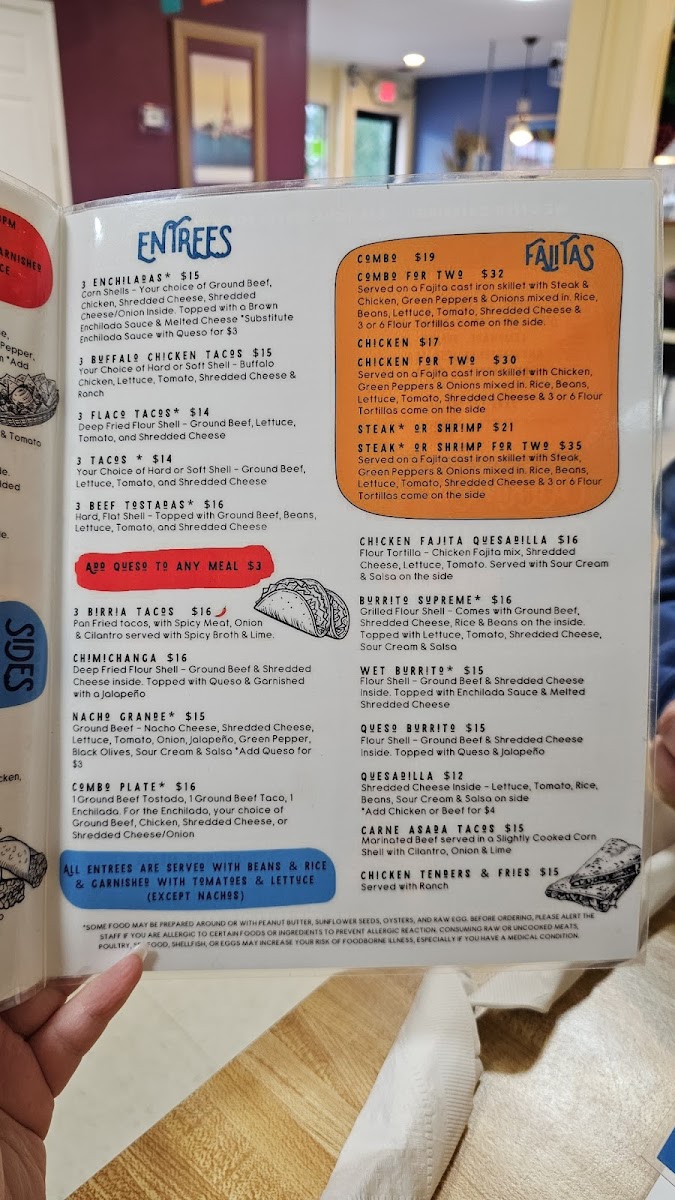 PM
ARNISHED
CE
e,
Pepper,
n *Add
& Tomato
le.
dded
e.
SIDES
cken,
ENTREES
3 ENCHILADAS* $15
Corn Shells - Your choice of Ground Beef,
Chicken, Shredded Cheese, Shredded
Cheese/Onion Inside. Topped with a Brown
Enchilada Sauce & Melted Cheese *Substitute
Enchilada Sauce with Queso for $3
3 BUFFALO CHICKEN TACOS $15
Your Choice of Hard or Soft Shell - Buffalo
Chicken, Lettuce, Tomato, Shredded Cheese &
Ranch
3 FLACO TACOS* $14
Deep Fried Flour Shell - Ground Beef, Lettuce,
Tomato, and Shredded Cheese
3 TACOS * $14
Your Choice of Hard or Soft Shell - Ground Beef,
Lettuce, Tomato, and Shredded Cheese
3 BEEF TOSTADAS* $16
Hard, Flat Shell - Topped with Ground Beef, Beans,
Lettuce, Tomato, and Shredded Cheese
ADD QUESO TO ANY MEAL $3
3 BIRRIA TACOS $16
Pan Fried tacos, with Spicy Meat, Onion
& Cilantro served with Spicy Broth & Lime.
CHIMICHANGA $16
Deep Fried Flour Shell - Ground Beef & Shredded
Cheese inside. Topped with Queso & Garnished
with a Jalapeño
NACHO GRANDE* $15
Ground Beef - Nacho Cheese, Shredded Cheese,
Lettuce, Tomato, Onion, Jalapeño, Green Pepper,
Black Olives, Sour Cream & Salsa *Add Queso for
$3
COMBO PLATE* $16
1 Ground Beef Tostada, 1 Ground Beef Taco, 1
Enchilada. For the Enchilada, your choice of
Ground Beef, Chicken, Shredded Cheese, or
Shredded Cheese/Onion
ALL ENTREES ARE SERVED WITH BEANS & RICE
& GARNISHED WITH TOMATOES & LETTUCE
(EXCEPT NACHOS)
FAJITAS
COMBO $19
COMBO FOR TWO $32
Served on a Fajita cast iron skillet with Steak &
Chicken, Green Peppers & Onions mixed in. Rice,
Beans, Lettuce, Tomato, Shredded Cheese &
3 or 6 Flour Tortillas come on the side.
CHICKEN $17
CHICKEN FOR TWO $30
Served on a Fajita cast iron skillet with Chicken,
Green Peppers & Onions mixed in. Rice, Beans,
Lettuce, Tomato, Shredded Cheese & 3 or 6 Flour
Tortillas come on the side
STEAK* OR SHRIMP $21
STEAK* OR SHRIMP FOR TWO $35
Served on a Fajita cast iron skillet with Steak,
Green Peppers & Onions mixed in. Rice, Beans,
Lettuce, Tomato, Shredded Cheese & 3 or 6 Flour
Tortillas come on the side
CHICKEN FAJITA QUESADILLA $16
Flour Tortilla - Chicken Fajita mix, Shredded
Cheese, Lettuce, Tomato. Served with Sour Cream
& Salsa on the side
BURRITO SUPREME* $16
Grilled Flour Shell - Comes with Ground Beef,
Shredded Cheese, Rice & Beans on the inside.
Topped with Lettuce, Tomato, Shredded Cheese,
Sour Cream & Salsa
WET BURRITO* $15
Flour Shell - Ground Beef & Shredded Cheese
Inside. Topped with Enchilada Sauce & Melted
Shredded Cheese
QUESO BURRITO $15
Flour Shell - Ground Beef & Shredded Cheese
Inside. Topped with Queso & Jalapeño
QUESADILLA $12
Shredded Cheese Inside - Lettuce, Tomato, Rice,
Beans, Sour Cream & Salsa on side
*Add Chicken or Beef for $4
CARNE ASADA TACOS $15
Marinated Beef served in a Slightly Cooked Corn
Shell with Cilantro, Onion & Lime
CHICKEN TENDERS & FRIES $15
Served with Ranch
*SOME FOOD MAY BE PREPARED AROUND OR WITH PEANUT BUTTER, SUNFLOWER SEEDS, OYSTERS, AND RAW EGG. BEFORE ORDERING, PLEASE ALERT THE
STAFF IF YOU ARE ALLERGIC TO CERTAIN FOODS OR INGREDIENTS TO PREVENT ALLERGIC REACTION. CONSUMING RAW OR UNCOOKED MEATS,
POULTRY, FOOD, SHELLFISH, OR EGGS MAY INCREASE YOUR RISK OF FOODBORNE ILLNESS, ESPECIALLY IF YOU HAVE A MEDICAL CONDITION.